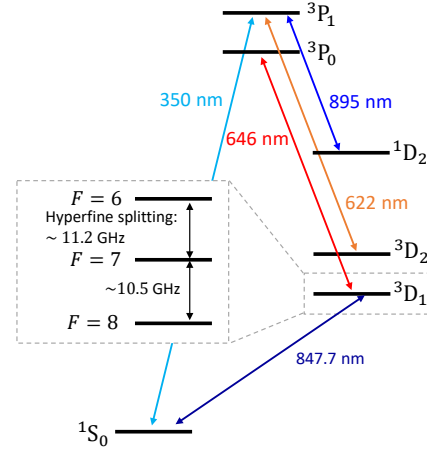 ³P₁
³P₀
350 nm
895 nm
646 nm
¹D₂
622 nm
F = 6
Hyperfine splitting:
~ 11.2 GHz
F = 7
³D₂
~10.5 GHz
³D₁
F = 8
847.7 nm
¹S₀